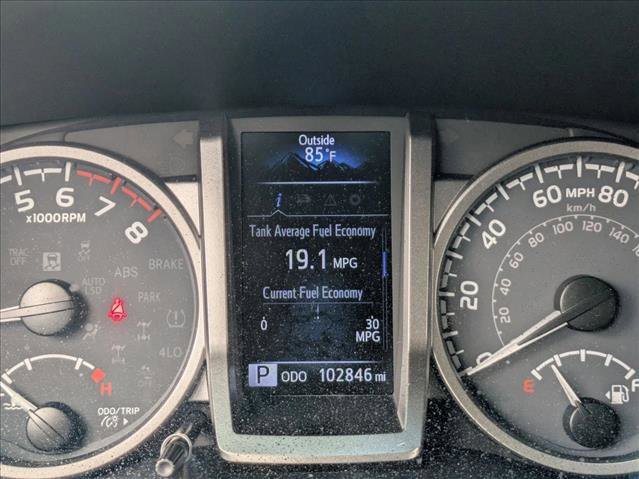 Outside
85°F
i
Tank Average Fuel Economy
19.1 MPG
Current Fuel Economy
0 30
MPG
P ODO 102846 mi
5 6 7 8
x1000RPM
TRAC
OFF
AUTO
LSD
ABS
BRAKE
PARK
4LO
H
ODO/TRIP
0 20 40 60 MPH 80
km/h
20 40 60 80 100 120 140 160
E F